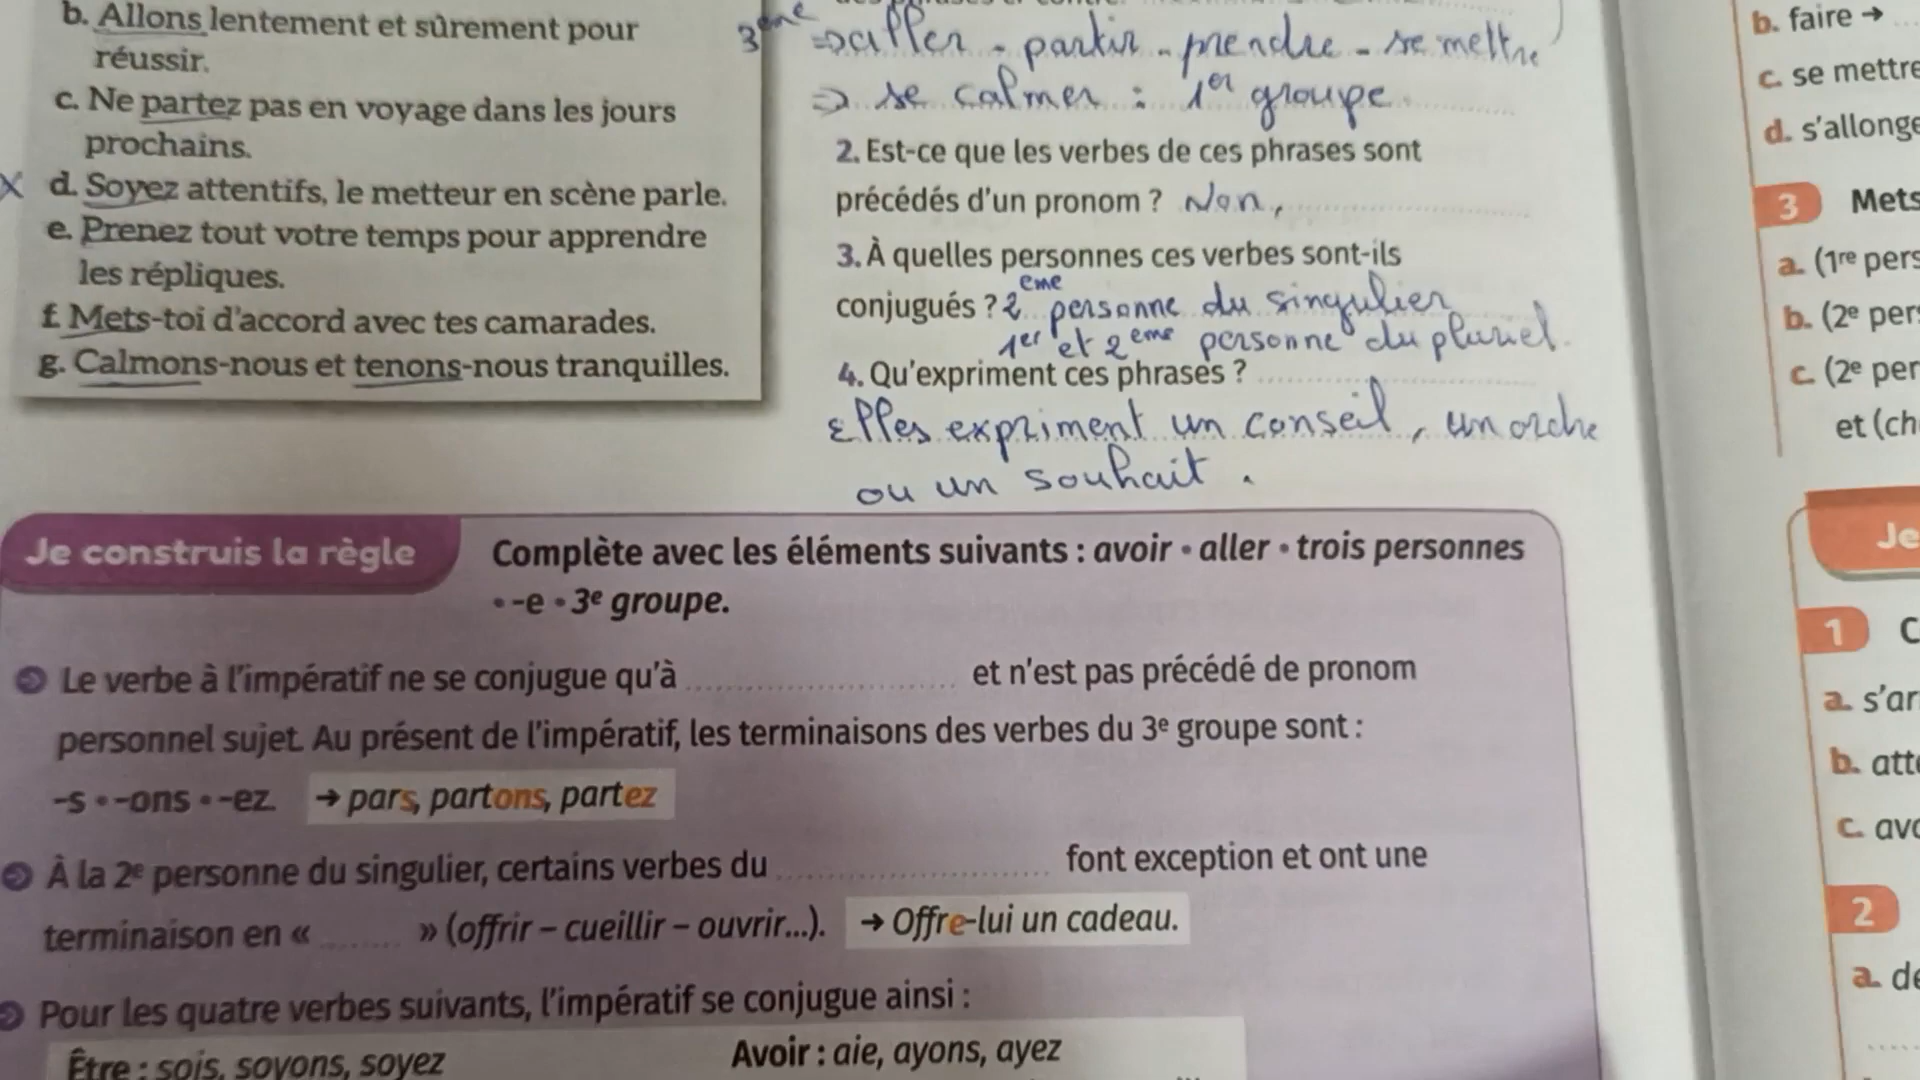 b. Allons lentement et sûrement pour
réussir.
c. Ne partez pas en voyage dans les jours
prochains.
X d. Soyez attentifs, le metteur en scène parle.
e. Prenez tout votre temps pour apprendre
les répliques.
f. Mets-toi d'accord avec tes camarades.
g. Calmons-nous et tenons-nous tranquilles.
3ème => aller - partir - prendre - se mettre
=> se calmer : 1er groupe.
2. Est-ce que les verbes de ces phrases sont
précédés d'un pronom ? Non,
3. À quelles personnes ces verbes sont-ils
conjugués ? 2eme personne du singulier
1er et 2eme personne du pluriel.
4. Qu'expriment ces phrases ?
Elles expriment un conseil, un ordre
ou un souhait.
Je construis la règle
Complète avec les éléments suivants : avoir • aller • trois personnes
• -e • 3e groupe.
Le verbe à l'impératif ne se conjugue qu'à .......... et n'est pas précédé de pronom
personnel sujet. Au présent de l'impératif, les terminaisons des verbes du 3e groupe sont :
-s • -ons • -ez. → pars, partons, partez
À la 2e personne du singulier, certains verbes du .......... font exception et ont une
terminaison en « ........ » (offrir – cueillir – ouvrir...). → Offre-lui un cadeau.
Pour les quatre verbes suivants, l'impératif se conjugue ainsi :
Être : sois, soyons, soyez
Avoir : aie, ayons, ayez
b. faire →
c. se mettre
d. s'allonge
3 Mets
a. (1re pers
b. (2e pers
c. (2e per
et (ch
Je
1 C
a. s'ar
b. att
c. avo
2
a. de